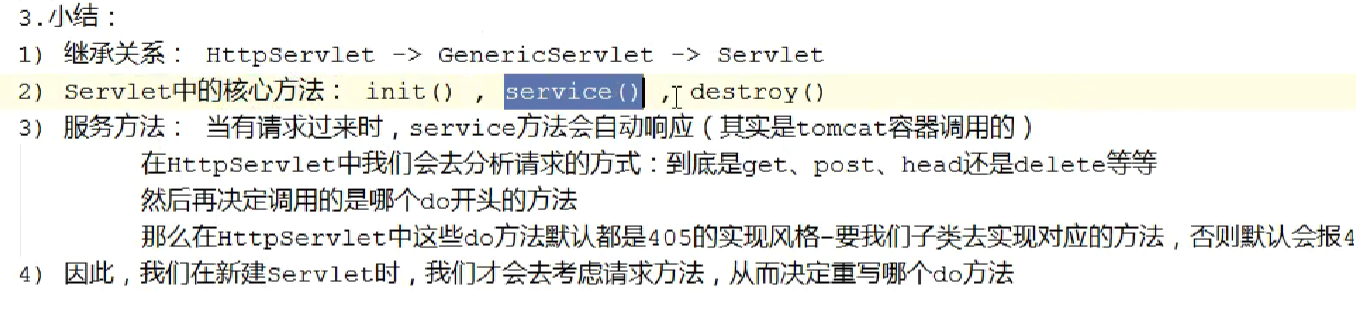 3.小结：
1) 继承关系： HttpServlet -> GenericServlet -> Servlet
2) Servlet中的核心方法： init() , service() , destroy()
3) 服务方法： 当有请求过来时，service方法会自动响应（其实是tomcat容器调用的）
在HttpServlet中我们会去分析请求的方式：到底是get、post、head还是delete等等
然后再决定调用的是哪个do开头的方法
那么在HttpServlet中这些do方法默认都是405的实现风格-要我们子类去实现对应的方法，否则默认会报4
4) 因此，我们在新建Servlet时，我们才会去考虑请求方法，从而决定重写哪个do方法